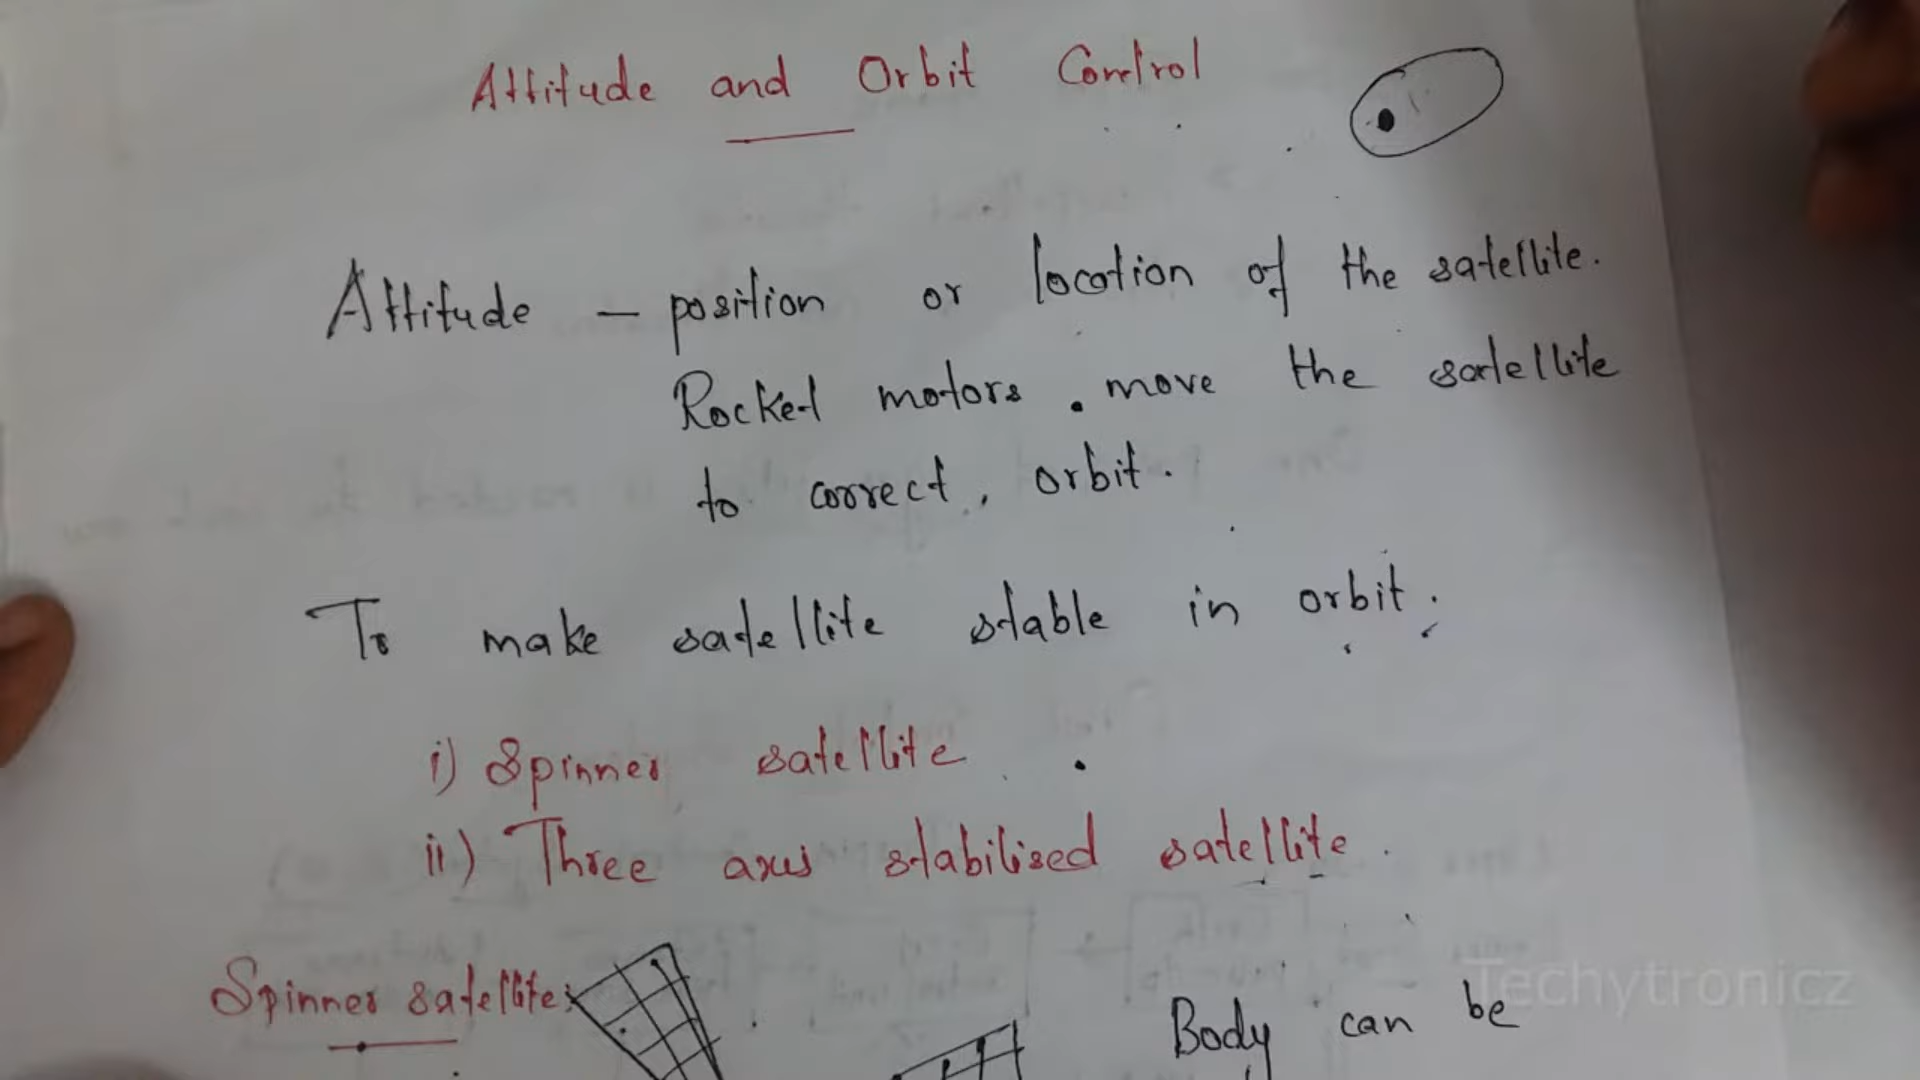 Attitude and Orbit Control
Attitude - position or location of the satellite.
Rocket motors move the satellite
to correct orbit.
To make satellite stable in orbit.
i) Spinner satellite
ii) Three axis stabilised satellite.
Spinner satellite:
Body can be
Techytronicz